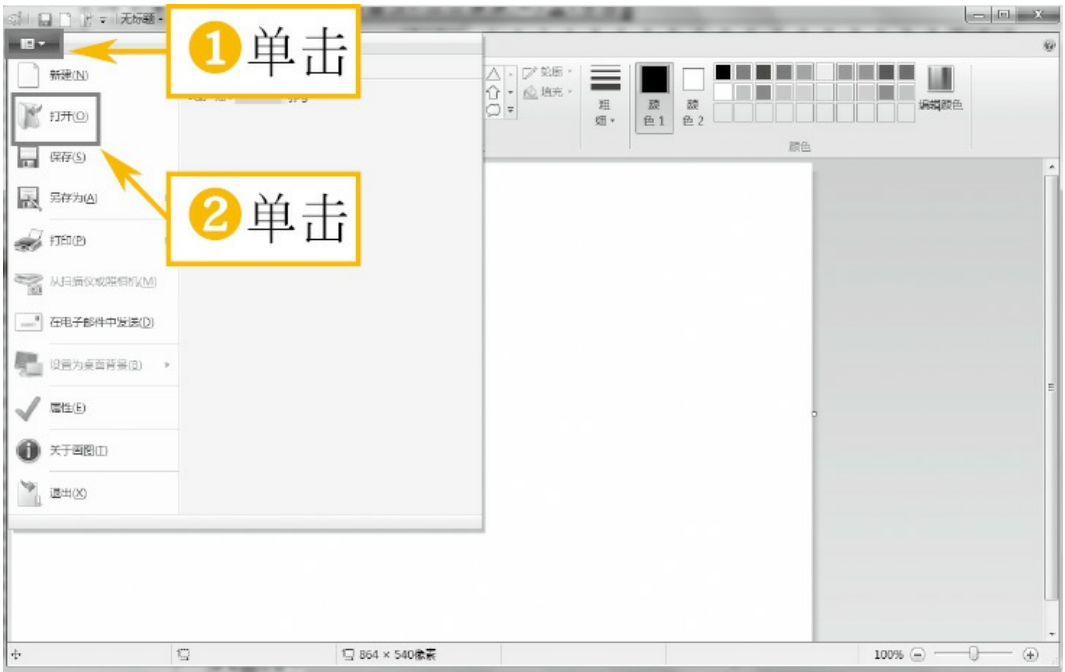 无标题 -
1 单击
新建(N)
打开(O)
保存(S)
另存为(A)
2 单击
打印(P)
从扫描仪或照相机(M)
在电子邮件中发送(D)
设置为桌面背景(B)
属性(E)
关于画图(T)
退出(X)
轮廓
填充
粗
细
颜
色 1
颜
色 2
编辑颜色
颜色
864 × 540像素
100%